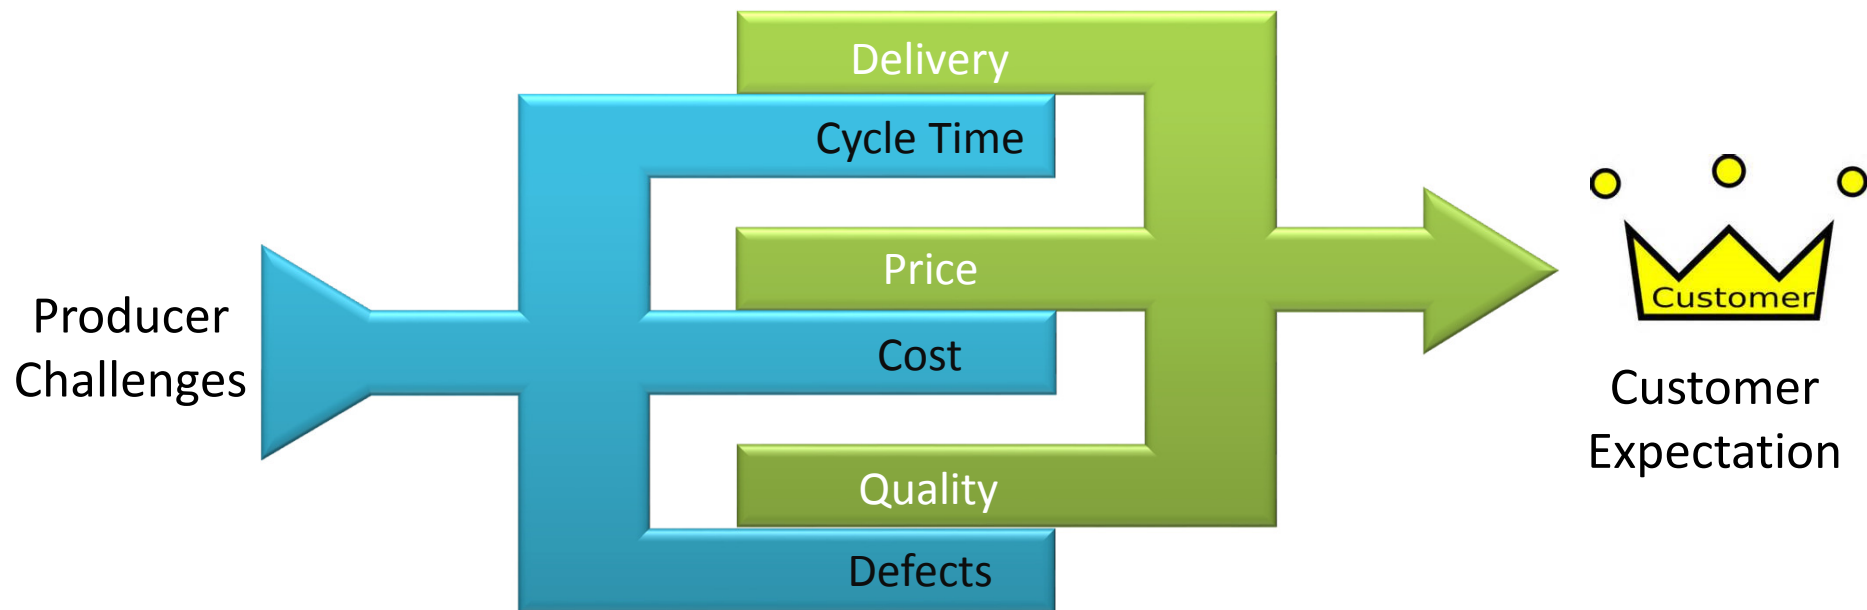 Delivery
Cycle Time
Price
Cost
Quality
Defects
Producer
Challenges
Customer
Customer
Expectation